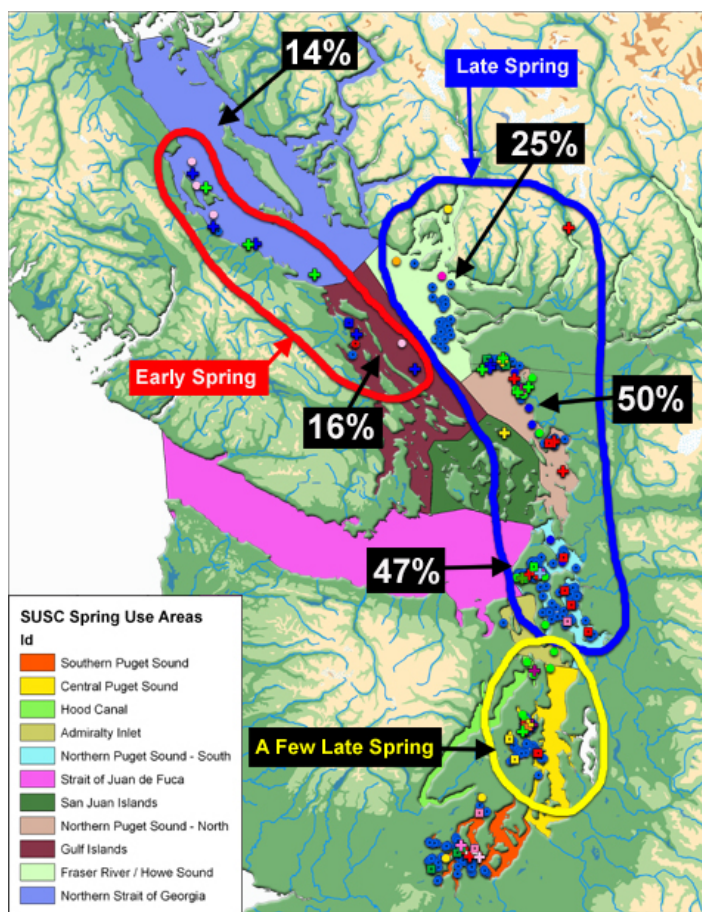 14%
Late Spring
25%
Early Spring
16%
50%
47%
SUSC Spring Use Areas
Id
Southern Puget Sound
Central Puget Sound
Hood Canal
Admiralty Inlet
Northern Puget Sound - South
Strait of Juan de Fuca
San Juan Islands
Northern Puget Sound - North
Gulf Islands
Fraser River / Howe Sound
Northern Strait of Georgia
A Few Late Spring